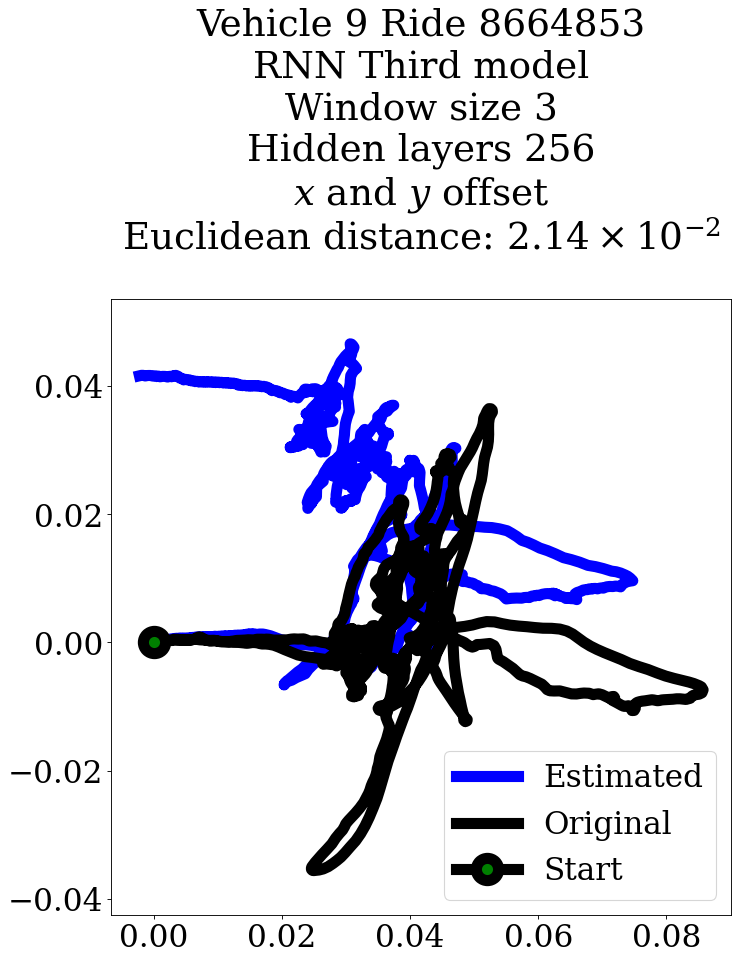 Vehicle 9 Ride 8664853
RNN Third model
Window size 3
Hidden layers 256
x and y offset
Euclidean distance: 2.14 × 10⁻²
0.04
0.02
0.00
−0.02
−0.04
Estimated
Original
Start
0.00 0.02 0.04 0.06 0.08